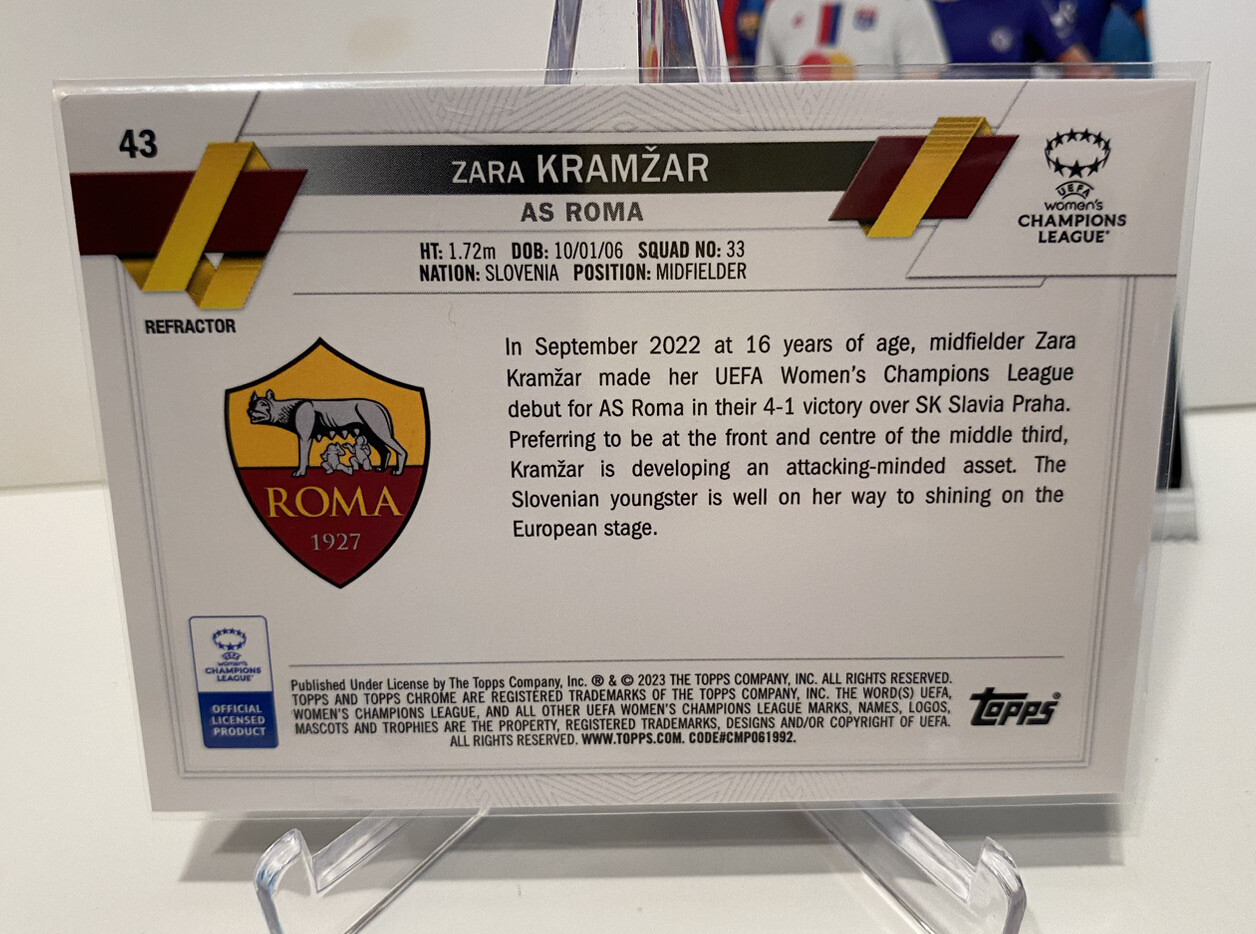 43
ZARA KRAMŽAR
AS ROMA
HT: 1.72m DOB: 10/01/06 SQUAD NO: 33
NATION: SLOVENIA POSITION: MIDFIELDER
UEFA
women's
CHAMPIONS
LEAGUE
REFRACTOR
ROMA
1927
In September 2022 at 16 years of age, midfielder Zara
Kramžar made her UEFA Women's Champions League
debut for AS Roma in their 4-1 victory over SK Slavia Praha.
Preferring to be at the front and centre of the middle third,
Kramžar is developing an attacking-minded asset. The
Slovenian youngster is well on her way to shining on the
European stage.
UEFA
women's
CHAMPIONS
LEAGUE
OFFICIAL
LICENSED
PRODUCT
Published Under License by The Topps Company, Inc. ® & © 2023 THE TOPPS COMPANY, INC. ALL RIGHTS RESERVED.
TOPPS AND TOPPS CHROME ARE REGISTERED TRADEMARKS OF THE TOPPS COMPANY, INC. THE WORD(S) UEFA,
WOMEN'S CHAMPIONS LEAGUE, AND ALL OTHER UEFA WOMEN'S CHAMPIONS LEAGUE MARKS, NAMES, LOGOS,
MASCOTS AND TROPHIES ARE THE PROPERTY, REGISTERED TRADEMARKS, DESIGNS AND/OR COPYRIGHT OF UEFA.
ALL RIGHTS RESERVED. WWW.TOPPS.COM. CODE#CMP061992.
topps®